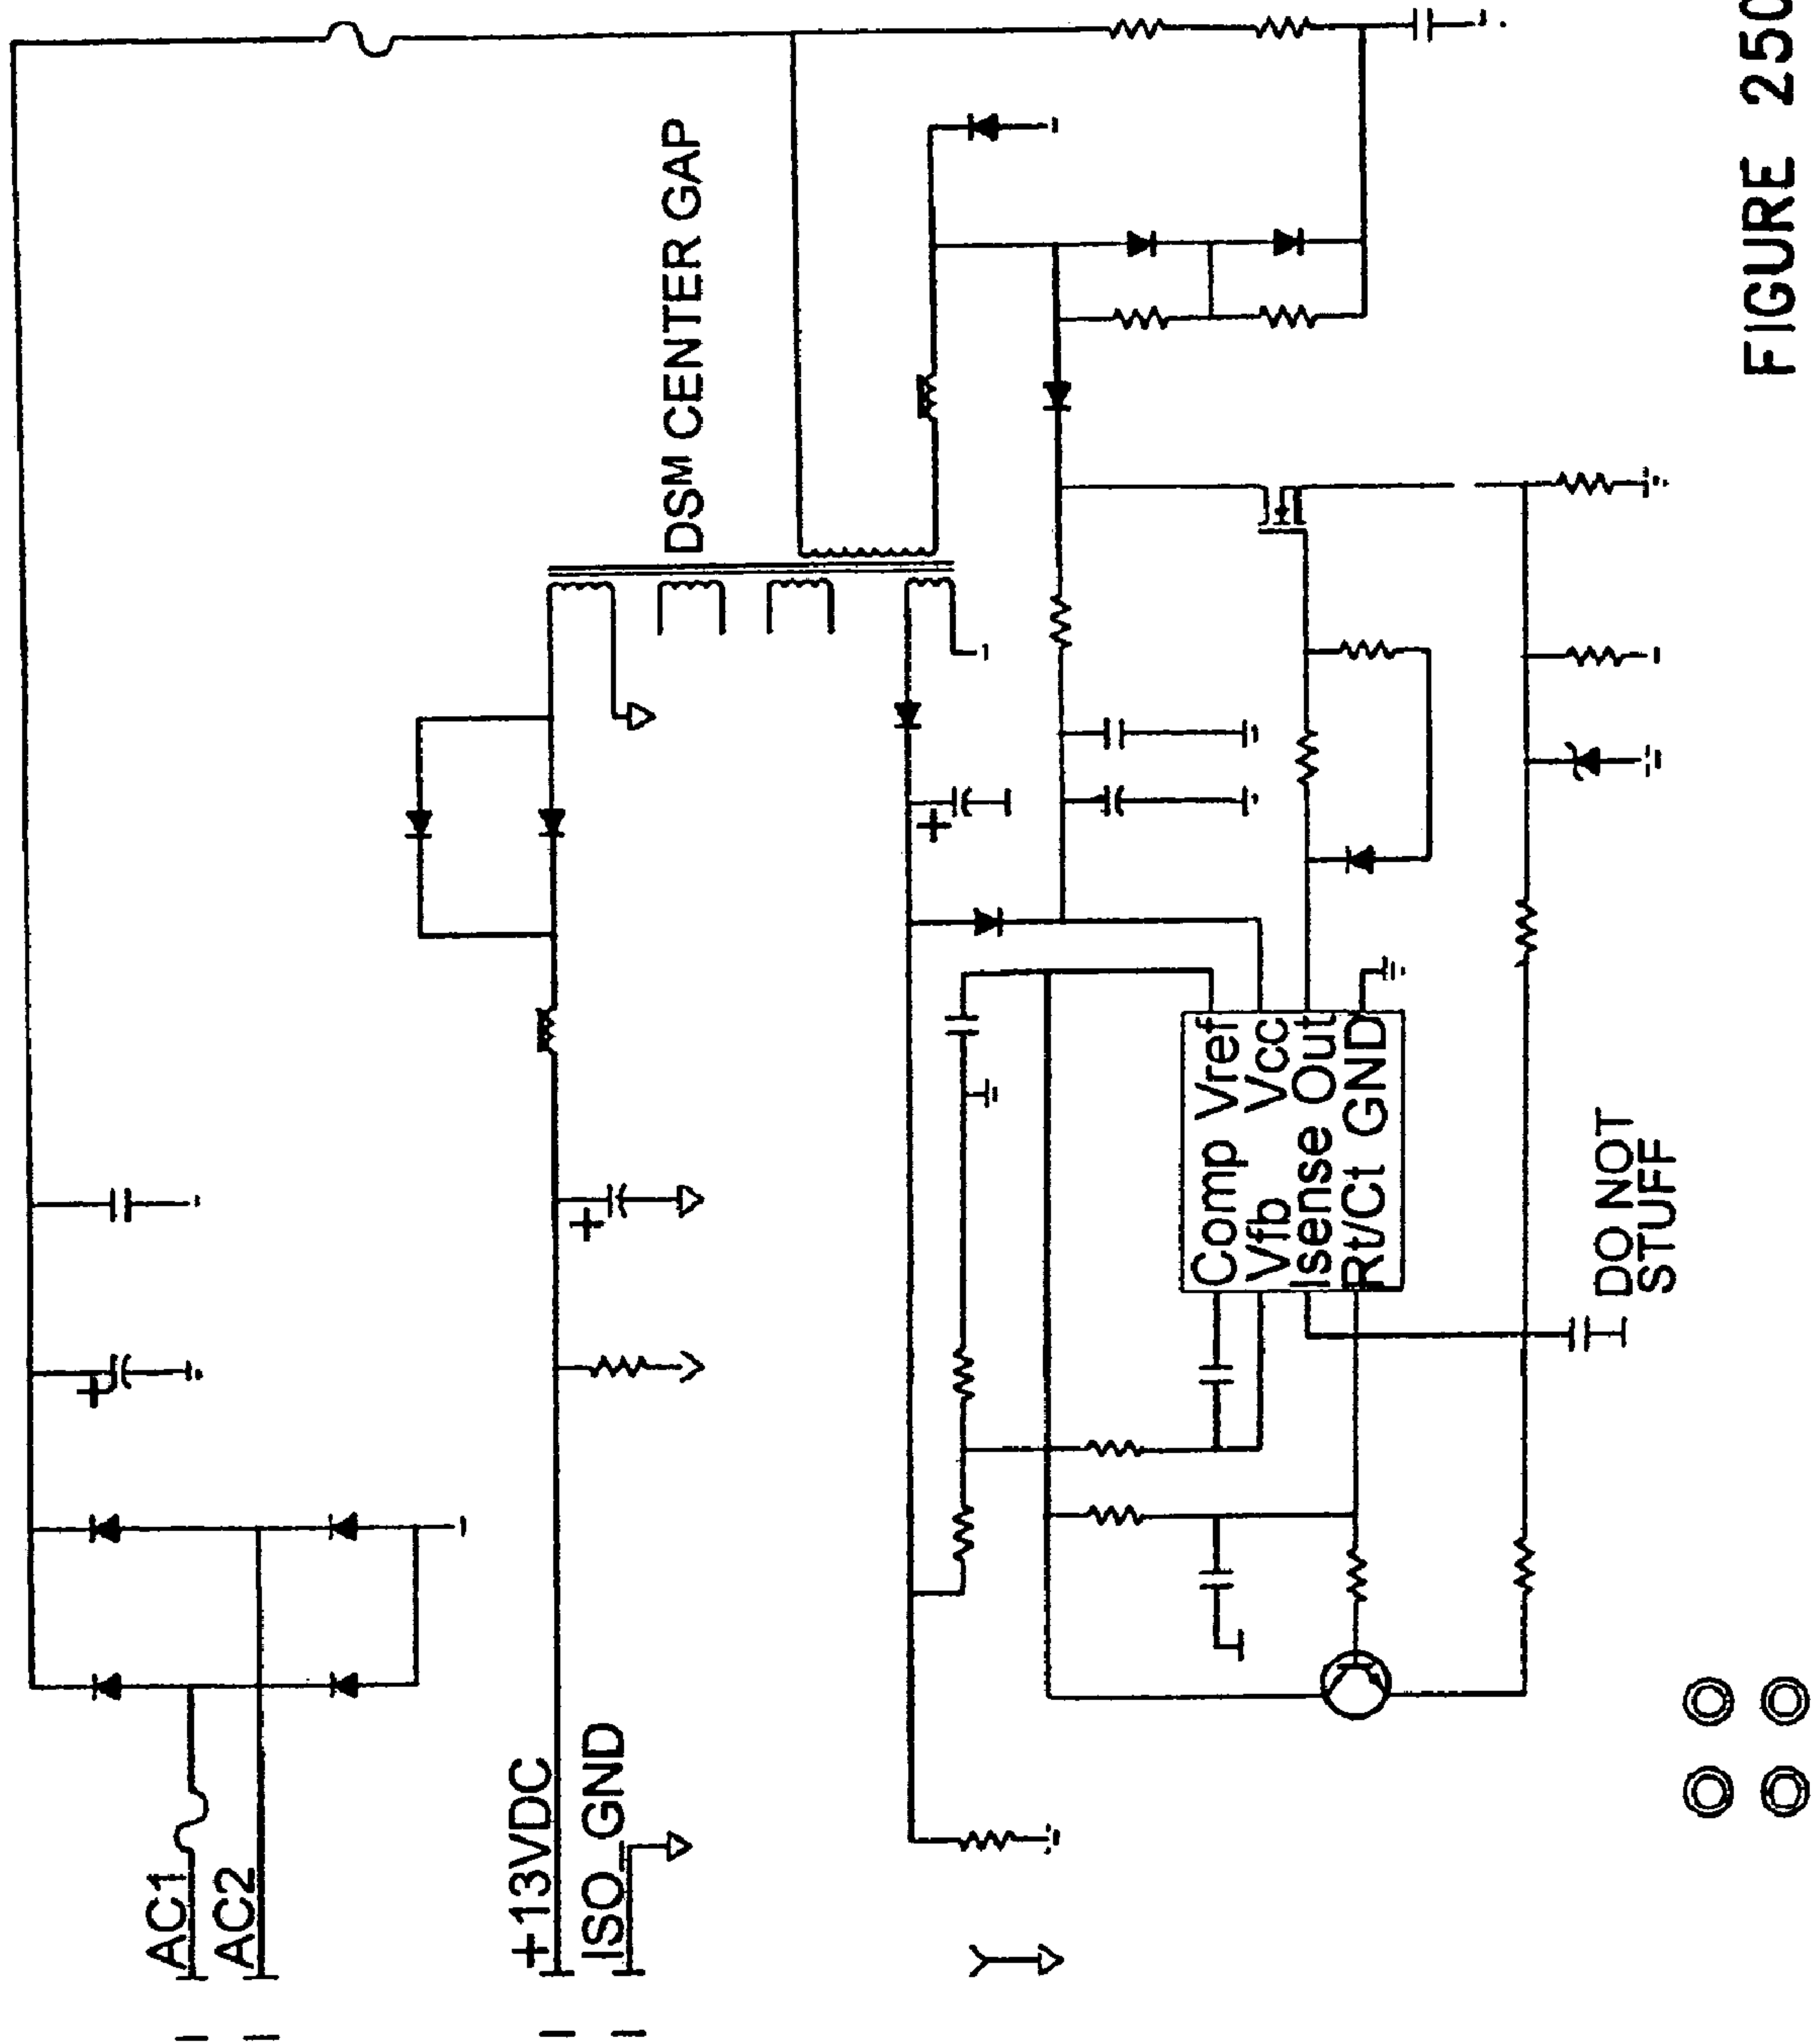 AC1
AC2
+13VDC
ISO_GND
DSM CENTER GAP
Comp Vref
Vfb Vcc
Isense Out
Rt/Ct GND
DO NOT
STUFF
FIGURE 250